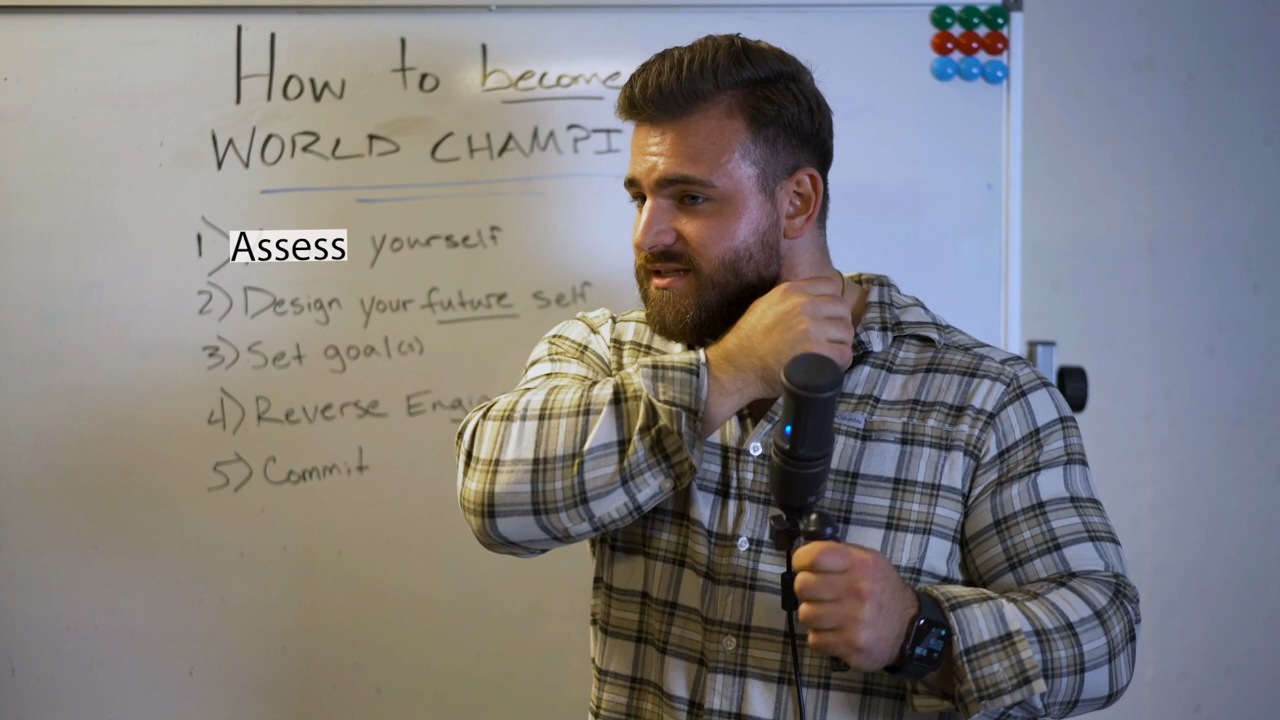 How to become
WORLD CHAMPI
1) Assess yourself
2) Design your future self
3) Set goal(s)
4) Reverse Engi
5) Commit
Columbia